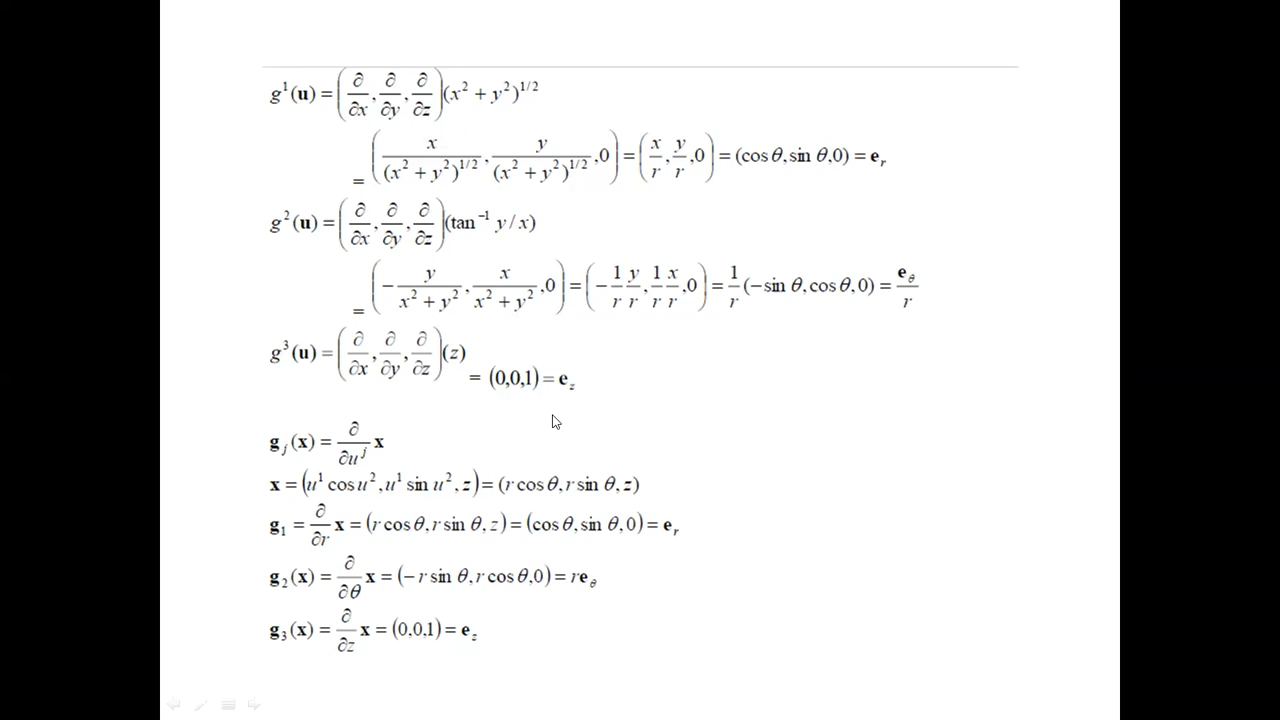 g¹(u) = (∂/∂x, ∂/∂y, ∂/∂z)(x² + y²)^1/2
= (x/(x² + y²)^1/2, y/(x² + y²)^1/2, 0) = (x/r, y/r, 0) = (cos θ, sin θ, 0) = e_r
g²(u) = (∂/∂x, ∂/∂y, ∂/∂z)(tan⁻¹ y / x)
= (−y/(x² + y²), x/(x² + y²), 0) = (−1/r y/r, 1/r x/r, 0) = 1/r (−sin θ, cos θ, 0) = e_θ/r
g³(u) = (∂/∂x, ∂/∂y, ∂/∂z)(z) = (0,0,1) = e_z
g_j(x) = ∂/∂u^j x
x = (u¹ cos u², u¹ sin u², z) = (r cos θ, r sin θ, z)
g₁ = ∂/∂r x = (r cos θ, r sin θ, z) = (cos θ, sin θ, 0) = e_r
g₂(x) = ∂/∂θ x = (−r sin θ, r cos θ, 0) = re_θ
g₃(x) = ∂/∂z x = (0,0,1) = e_z